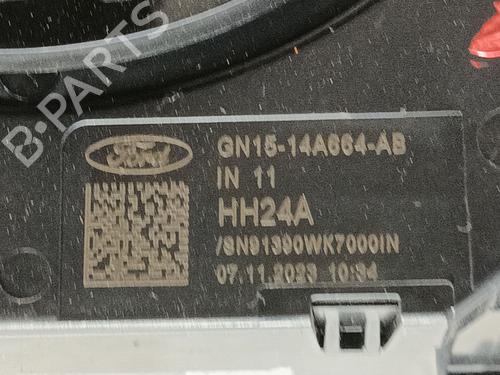 B-PARTS
Ford
GN15-14A664-AB
IN 11
HH24A
/SN91390WK7000IN
07.11.2023 10:34